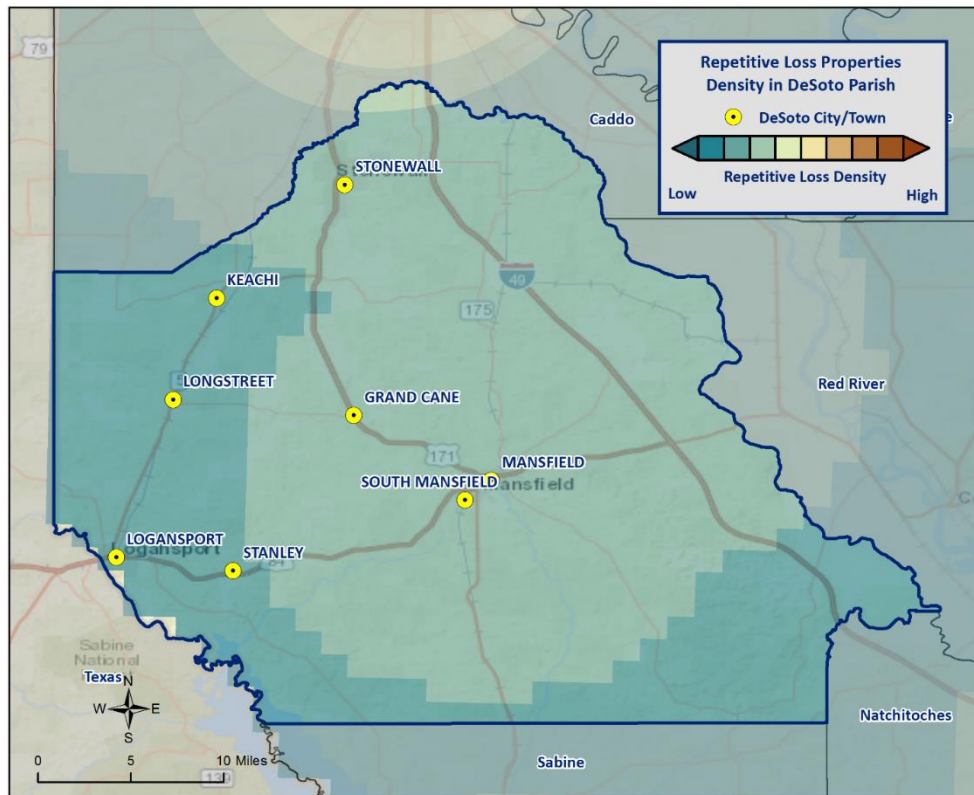 79
Repetitive Loss Properties
Density in DeSoto Parish
DeSoto City/Town
Repetitive Loss Density
Low
High
Caddo
STONEWALL
KEACHI
49
175
LONGSTREET
Red River
GRAND CANE
171
MANSFIELD
SOUTH MANSFIELD
Mansfield
LOGANSPORT
Logansport
STANLEY
84
Sabine
National
Texas
N
W
E
S
Natchitoches
0
5
10 Miles
139
Sabine